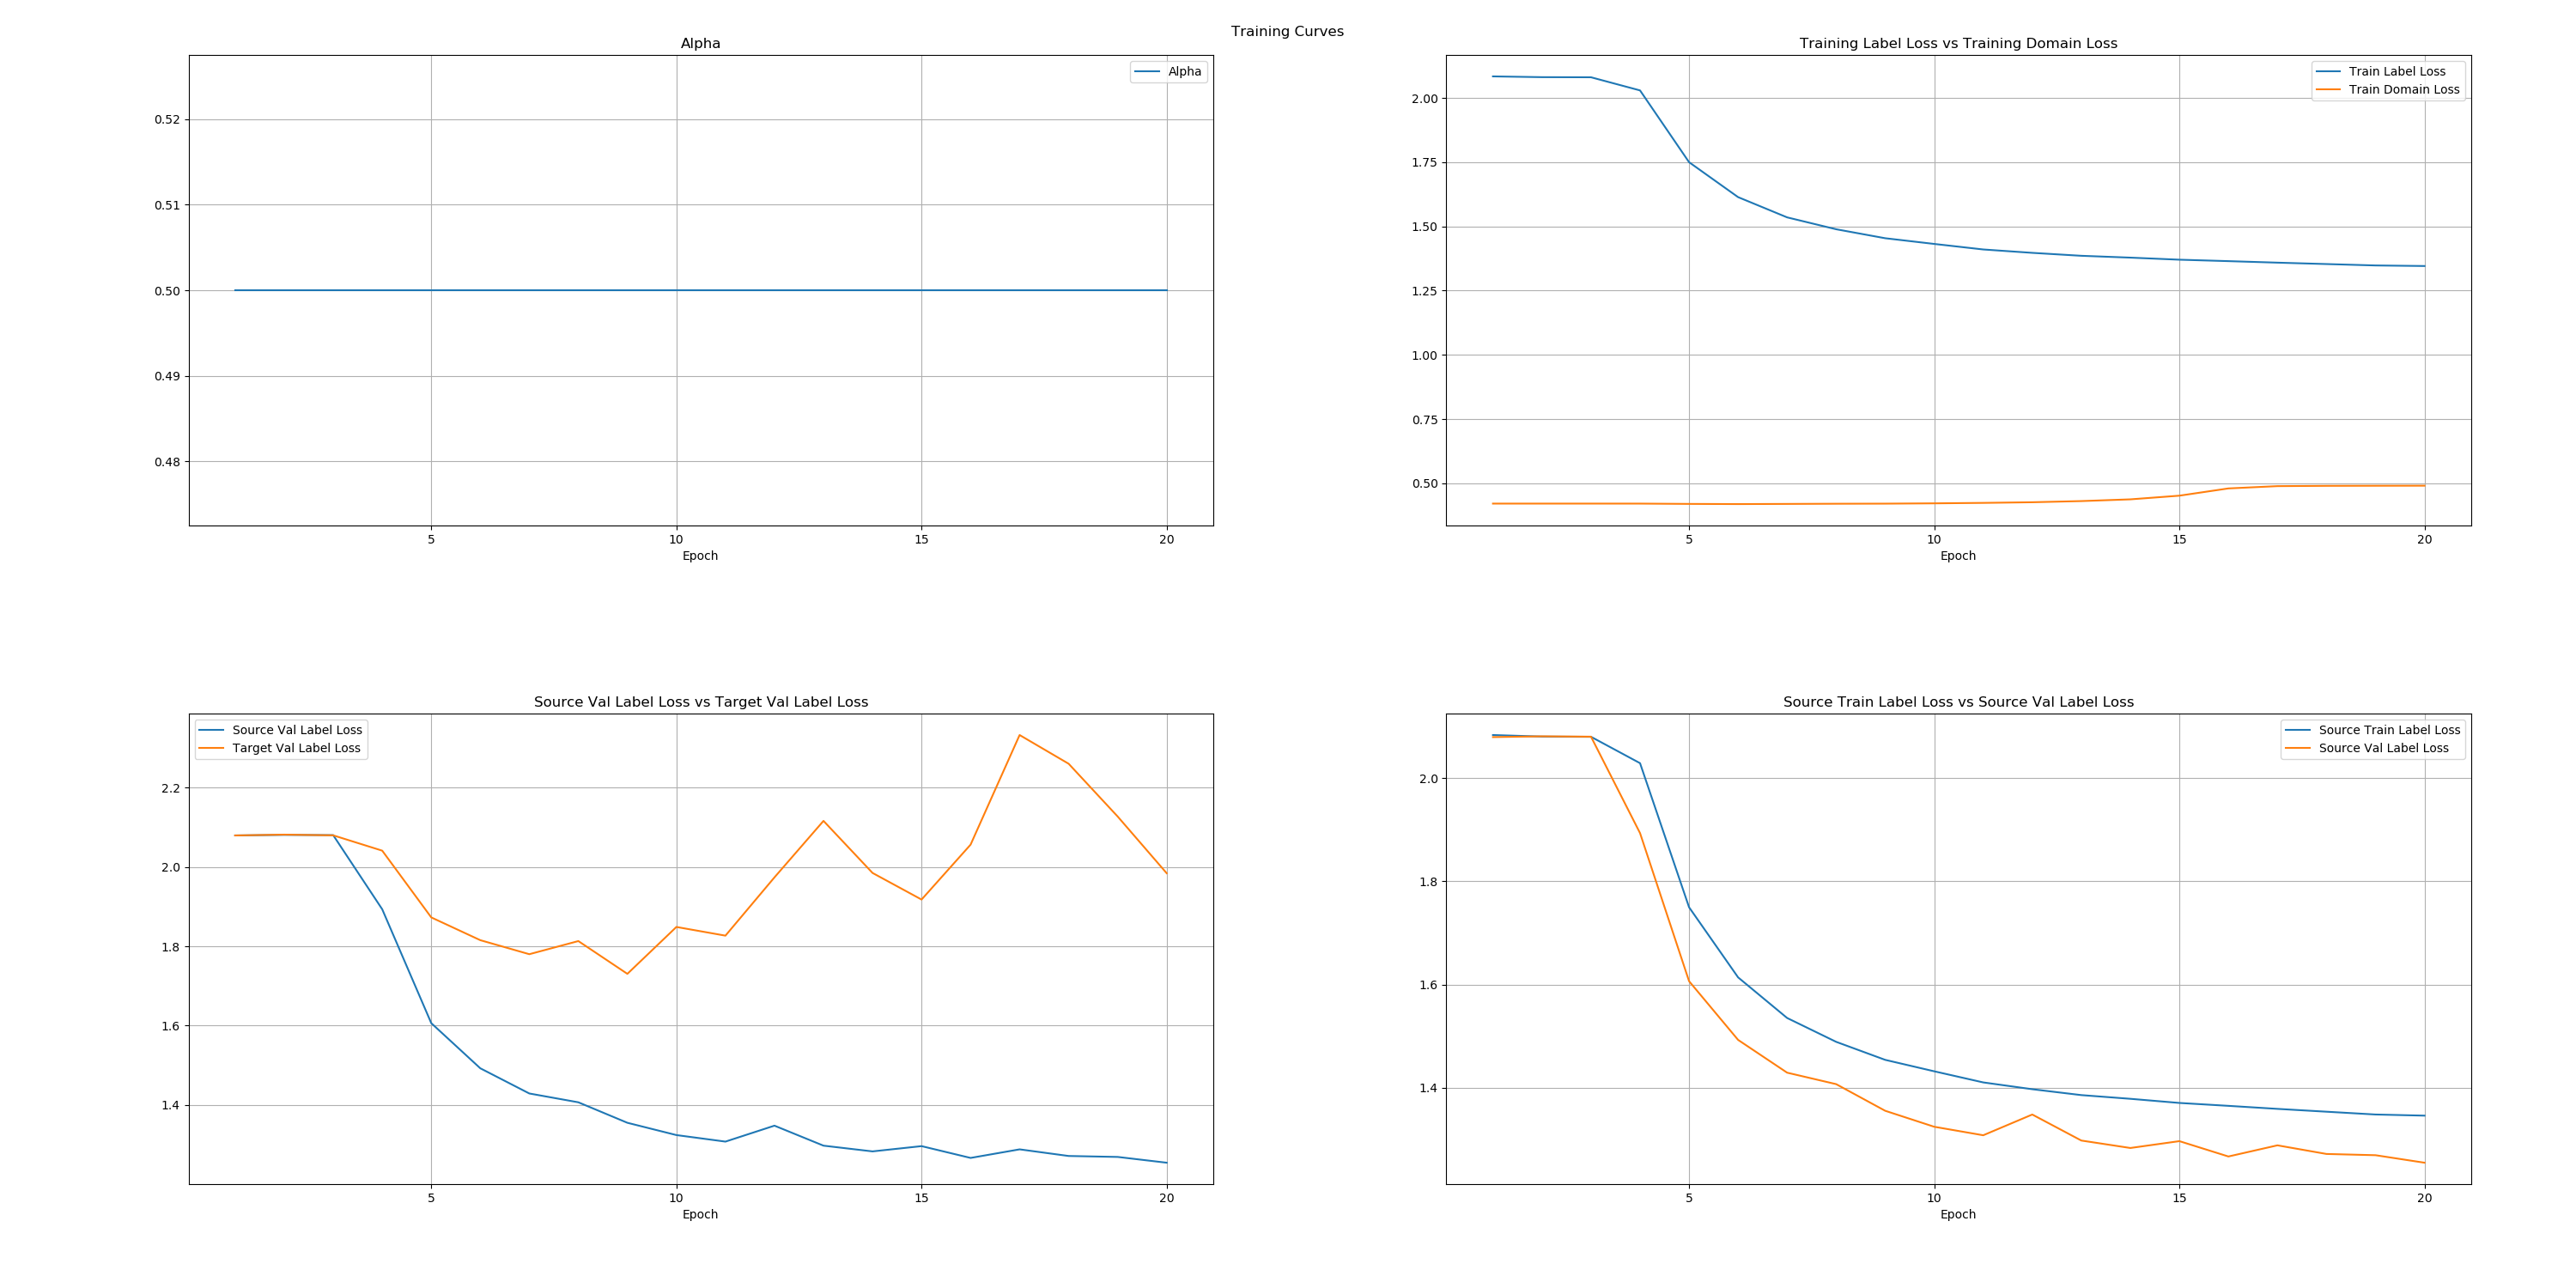 Training Curves
Alpha
Alpha
0.52
0.51
0.50
0.49
0.48
5 10 15 20
Epoch
Training Label Loss vs Training Domain Loss
Train Label Loss
Train Domain Loss
2.00
1.75
1.50
1.25
1.00
0.75
0.50
5 10 15 20
Epoch
Source Val Label Loss vs Target Val Label Loss
Source Val Label Loss
Target Val Label Loss
2.2
2.0
1.8
1.6
1.4
5 10 15 20
Epoch
Source Train Label Loss vs Source Val Label Loss
Source Train Label Loss
Source Val Label Loss
2.0
1.8
1.6
1.4
5 10 15 20
Epoch